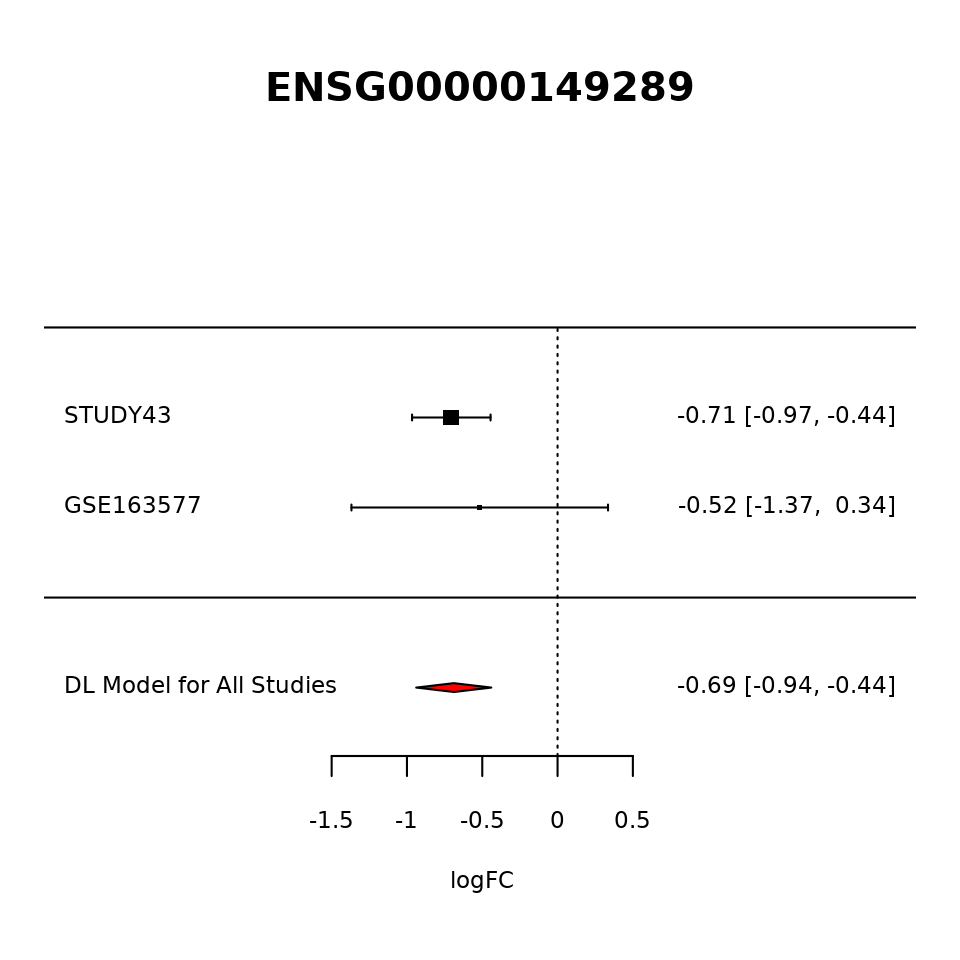 ENSG00000149289
STUDY43 -0.71 [-0.97, -0.44]
GSE163577 -0.52 [-1.37,  0.34]
DL Model for All Studies -0.69 [-0.94, -0.44]
-1.5 -1 -0.5 0 0.5
logFC